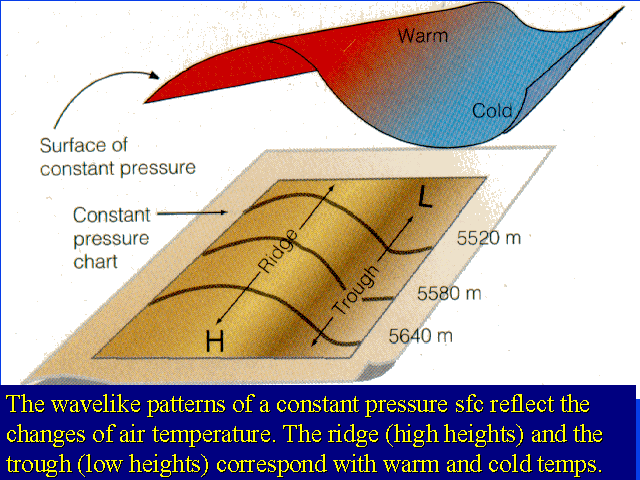 Warm
Cold
Surface of
constant pressure
Constant
pressure
chart
Ridge
Trough
L
H
5520 m
5580 m
5640 m
The wavelike patterns of a constant pressure sfc reflect the
changes of air temperature. The ridge (high heights) and the
trough (low heights) correspond with warm and cold temps.